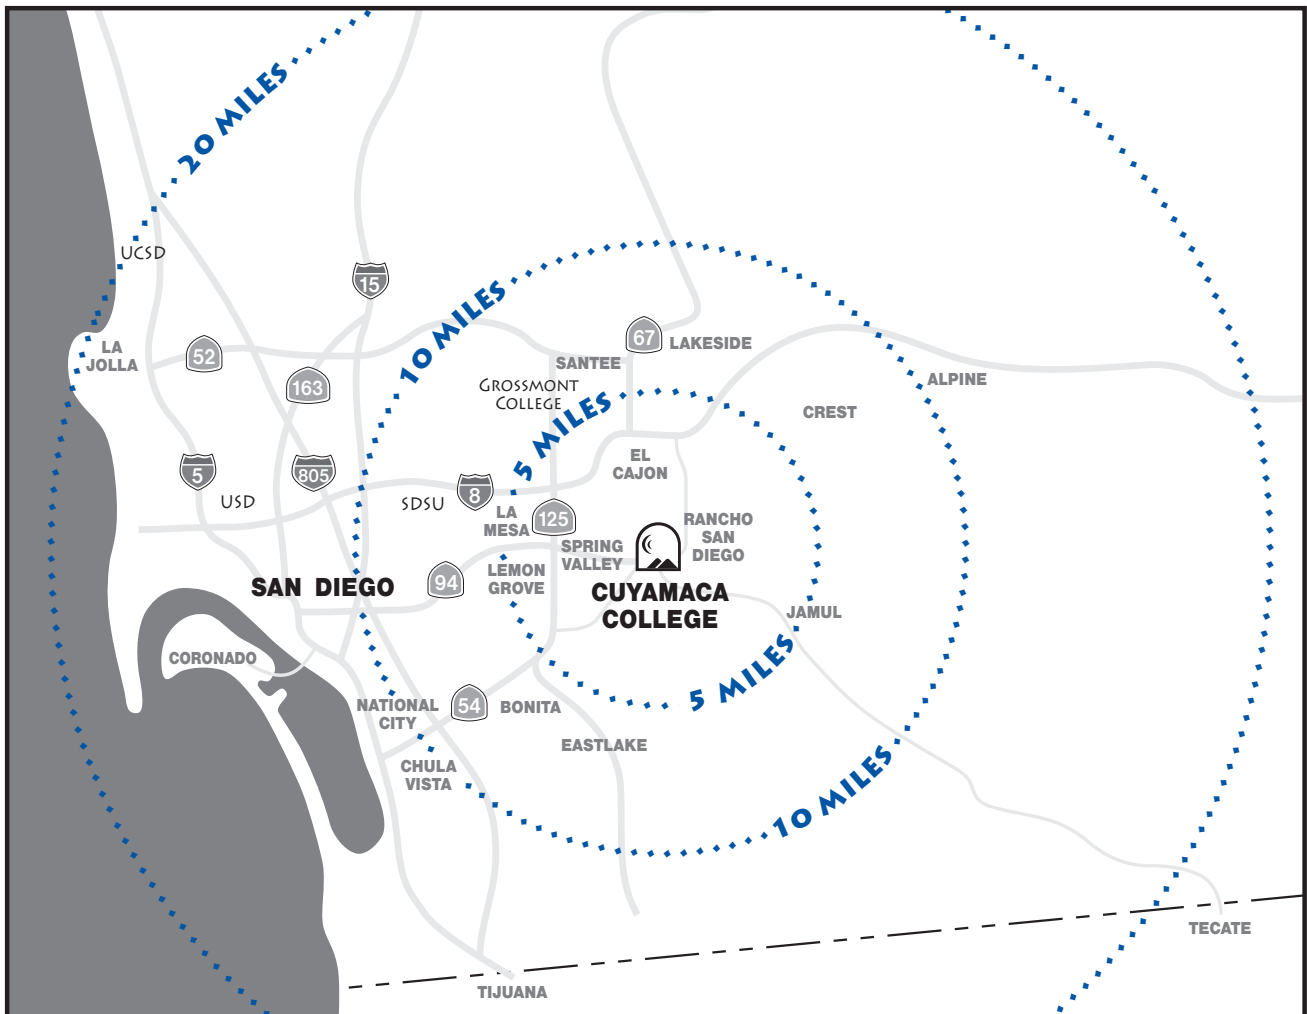 20 MILES
UCSD
15
10 MILES
67
LAKESIDE
LA
JOLLA
52
SANTEE
163
GROSSMONT
COLLEGE
ALPINE
5 MILES
CREST
EL
CAJON
5
805
USD
SDSU
8
LA
MESA
125
RANCHO
SAN
DIEGO
SPRING
VALLEY
LEMON
GROVE
94
SAN DIEGO
CUYAMACA
COLLEGE
JAMUL
CORONADO
5 MILES
NATIONAL
CITY
54
BONITA
EASTLAKE
CHULA
VISTA
10 MILES
TECATE
TIJUANA